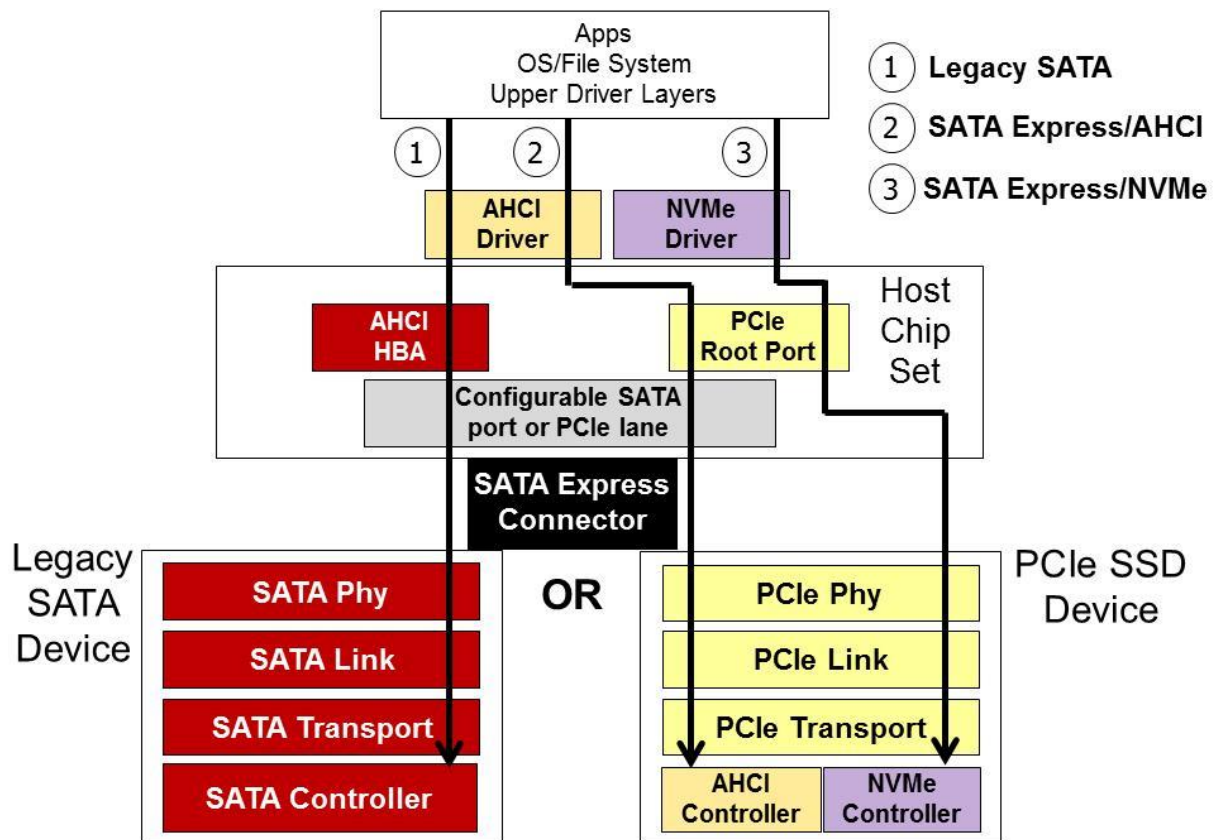 Apps
OS/File System
Upper Driver Layers
1 Legacy SATA
2 SATA Express/AHCI
3 SATA Express/NVMe
1
2
3
AHCI
Driver
NVMe
Driver
Host
Chip
Set
AHCI
HBA
PCIe
Root Port
Configurable SATA
port or PCIe lane
SATA Express
Connector
Legacy
SATA
Device
SATA Phy
SATA Link
SATA Transport
SATA Controller
OR
PCIe Phy
PCIe Link
PCIe Transport
AHCI
Controller
NVMe
Controller
PCIe SSD
Device